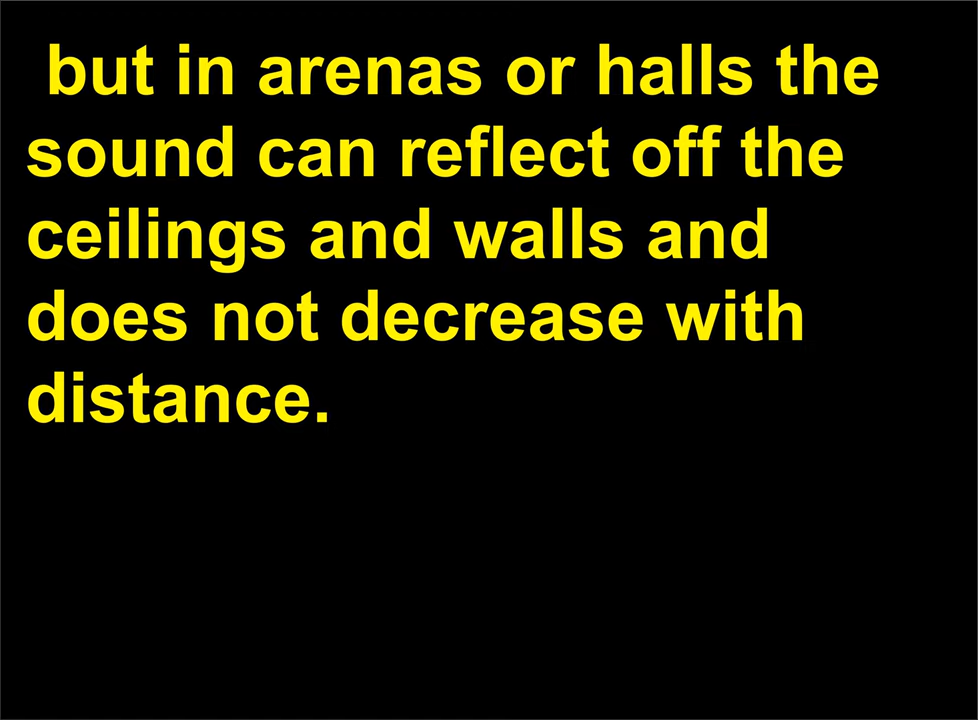 but in arenas or halls the
sound can reflect off the
ceilings and walls and
does not decrease with
distance.